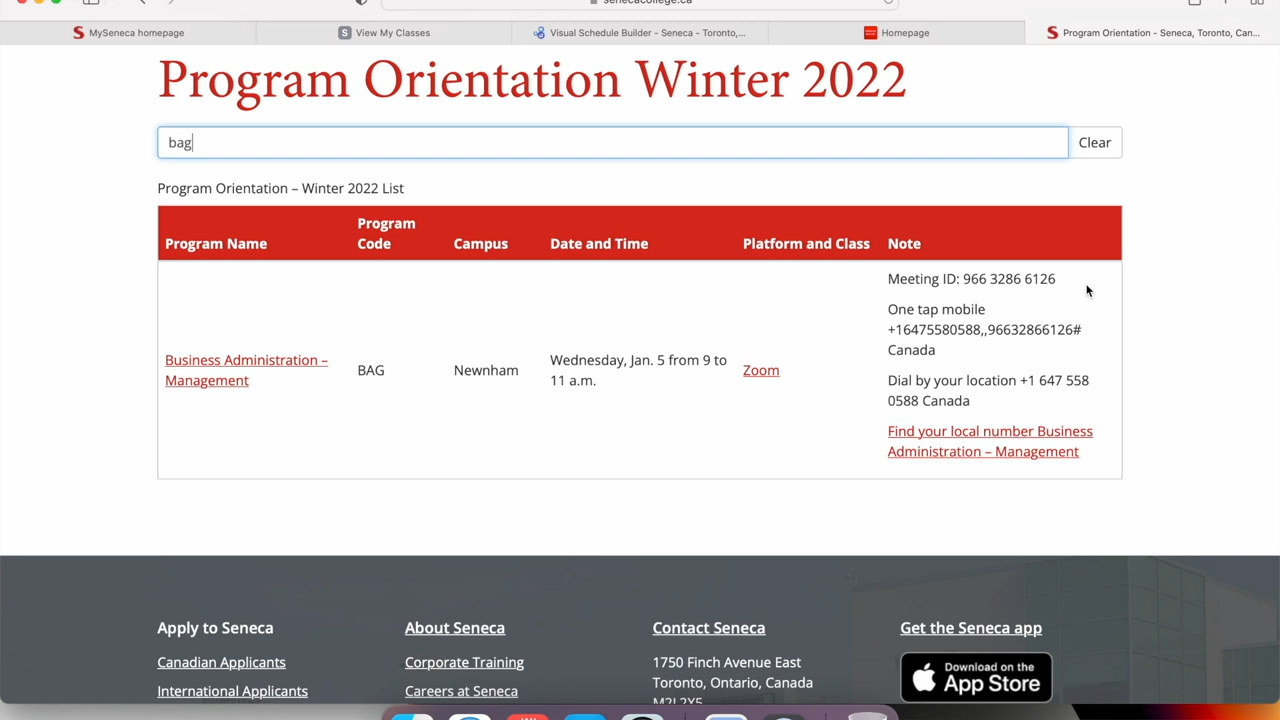 senecacollege.ca
MySeneca homepage
View My Classes
Visual Schedule Builder - Seneca - Toronto,...
Homepage
Program Orientation - Seneca, Toronto, Can...
Program Orientation Winter 2022
bag
Clear
Program Orientation – Winter 2022 List
Program Name
Program
Code
Campus
Date and Time
Platform and Class
Note
Business Administration –
Management
BAG
Newnham
Wednesday, Jan. 5 from 9 to
11 a.m.
Zoom
Meeting ID: 966 3286 6126
One tap mobile
+16475580588,,96632866126#
Canada
Dial by your location +1 647 558
0588 Canada
Find your local number Business
Administration – Management
Apply to Seneca
Canadian Applicants
International Applicants
About Seneca
Corporate Training
Careers at Seneca
Contact Seneca
1750 Finch Avenue East
Toronto, Ontario, Canada
M2J 2X5
Get the Seneca app
Download on the
App Store